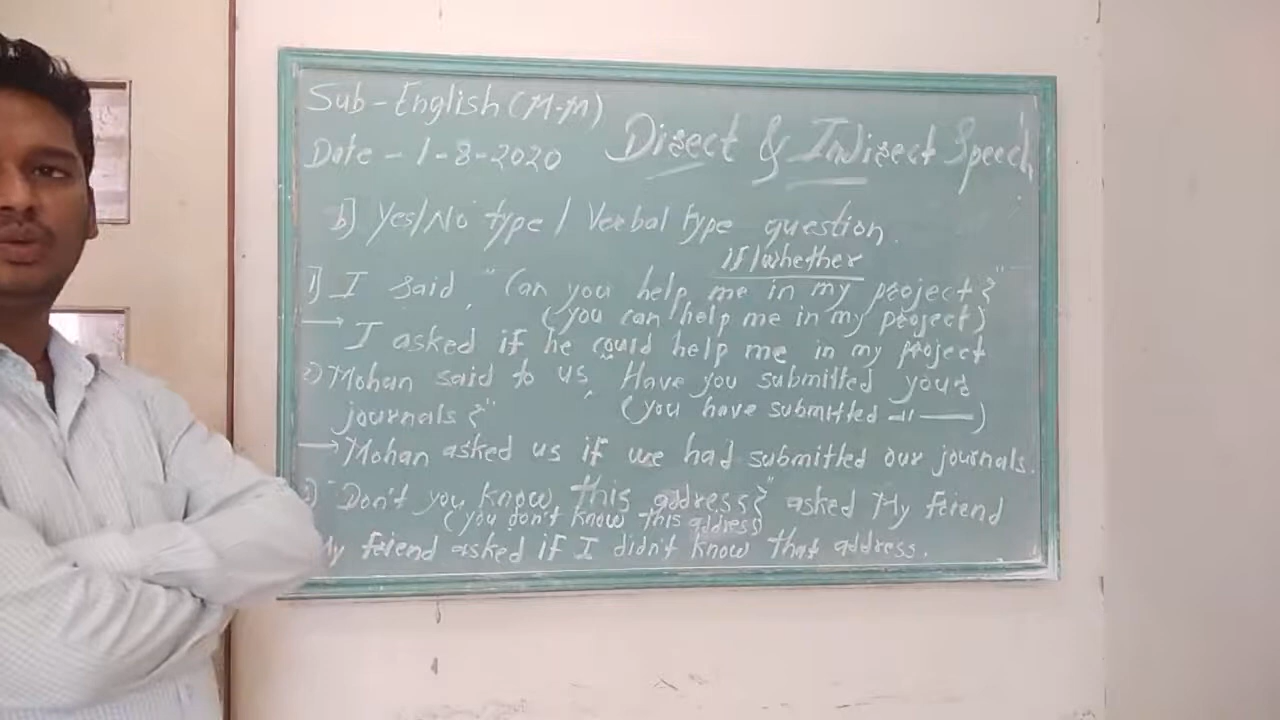 Sub - English (M-M)
Direct & Indirect Speech
Date - 1-8-2020
b] Yes/No type / Verbal type question.
if/whether
1) I said, "Can you help me in my project?"
(you can help me in my project)
→ I asked if he could help me in my project
2) Mohan said to us, Have you submitted your
journals?" (you have submitted -11-)
→ Mohan asked us if we had submitted our journals.
3) "Don't you know this address?" asked My friend
(you don't know this address)
My friend asked if I didn't know that address.